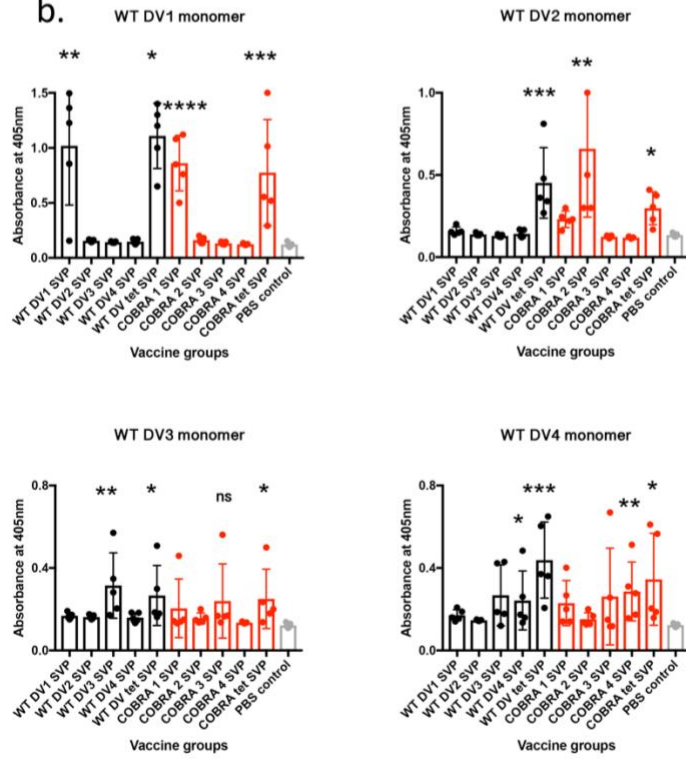 b.
WT DV1 monomer
** * **** ***
Absorbance at 405nm
1.5
1.0
0.5
0.0
WT DV1 SVP
WT DV2 SVP
WT DV3 SVP
WT DV4 SVP
WT DV tet SVP
COBRA 1 SVP
COBRA 2 SVP
COBRA 3 SVP
COBRA 4 SVP
COBRA tet SVP
PBS control
Vaccine groups
WT DV2 monomer
*** ** *
Absorbance at 405nm
1.0
0.5
0.0
WT DV1 SVP
WT DV2 SVP
WT DV3 SVP
WT DV4 SVP
WT DV tet SVP
COBRA 1 SVP
COBRA 2 SVP
COBRA 3 SVP
COBRA 4 SVP
COBRA tet SVP
PBS control
Vaccine groups
WT DV3 monomer
** * ns *
Absorbance at 405nm
0.8
0.4
0.0
WT DV1 SVP
WT DV2 SVP
WT DV3 SVP
WT DV4 SVP
WT DV tet SVP
COBRA 1 SVP
COBRA 2 SVP
COBRA 3 SVP
COBRA 4 SVP
COBRA tet SVP
PBS control
Vaccine groups
WT DV4 monomer
* *** ** *
Absorbance at 405nm
0.8
0.4
0.0
WT DV1 SVP
WT DV2 SVP
WT DV3 SVP
WT DV4 SVP
WT DV tet SVP
COBRA 1 SVP
COBRA 2 SVP
COBRA 3 SVP
COBRA 4 SVP
COBRA tet SVP
PBS control
Vaccine groups